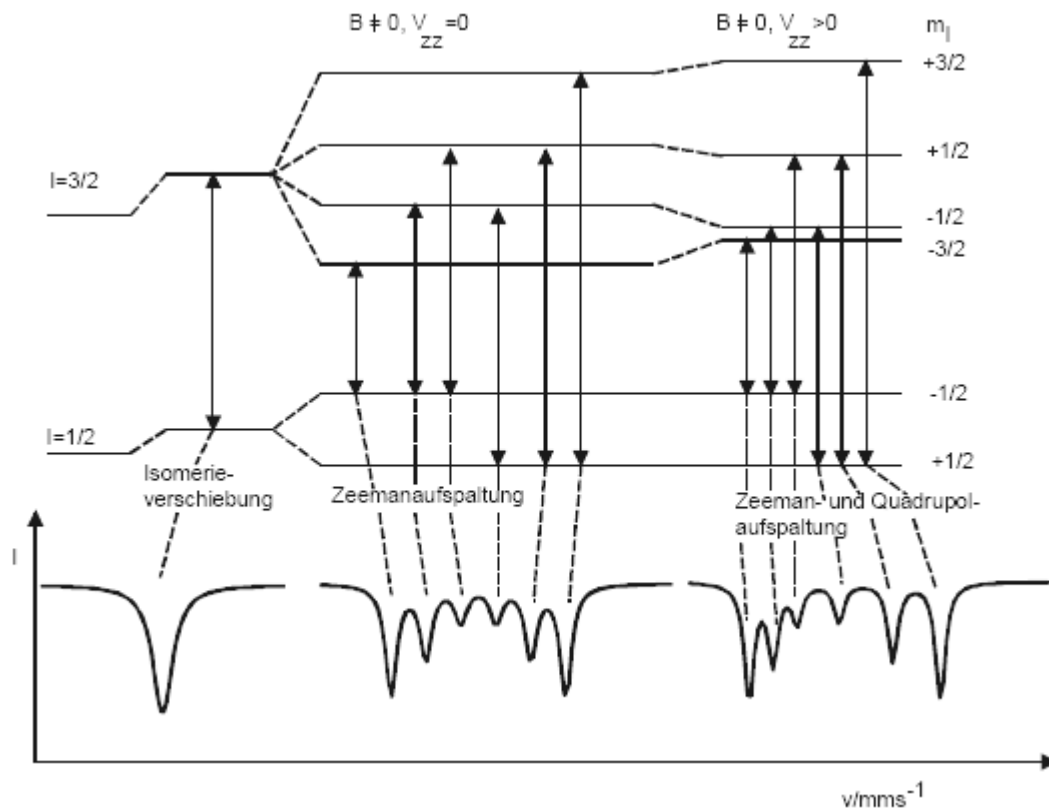 B ǂ 0, V_zz=0
B ǂ 0, V_zz>0
m_I
+3/2
+1/2
I=3/2
-1/2
-3/2
-1/2
I=1/2
+1/2
Isomerie-
verschiebung
Zeemanaufspaltung
Zeeman- und Quadrupol-
aufspaltung
I
v/mms^-1